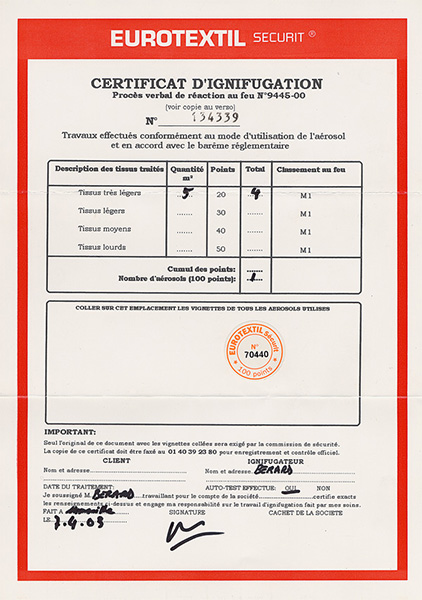 EUROTEXTIL SECURIT ®
CERTIFICAT D'IGNIFUGATION
Procès verbal de réaction au feu N°9445-00
(voir copie au verso)
N° 134339
Travaux effectués conformément au mode d'utilisation de l'aérosol
et en accord avec le barème réglementaire
Description des tissus traités Quantité m² Points Total Classement au feu
Tissus très légers 5 20 M1
Tissus légers ....... 30 ....... M1
Tissus moyens ....... 40 ....... M1
Tissus lourds ....... 50 ....... M1
Cumul des points: .......
Nombre d'aérosols (100 points): 1
COLLER SUR CET EMPLACEMENT LES VIGNETTES DE TOUS LES AEROSOLS UTILISES
EUROTEXTIL Sécurit
N°
70440
100 points
IMPORTANT:
Seul l'original de ce document avec les vignettes collées sera exigé par la commission de sécurité.
La copie de ce certificat doit être faxé au 01 40 39 23 80 pour enregistrement et contrôle officiel.
CLIENT IGNIFUGATEUR
Nom et adresse Nom et adresse. BERARD
DATE DU TRAITEMENT: AUTO-TEST EFFECTUE: OUI NON
Je soussigné M. BERARD travaillant pour le compte de la société certifie exacts
les renseignements ci-dessus et engage ma responsabilité sur le travail d'ignifugation fait par mes soins.
FAIT A SIGNATURE CACHET DE LA SOCIETE
LE